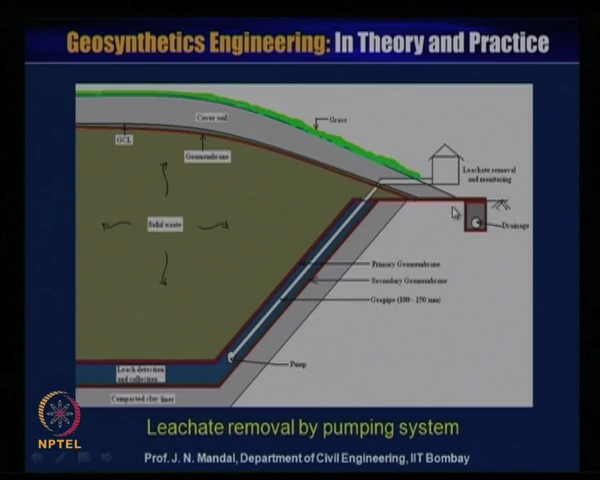 Geosynthetics Engineering: In Theory and Practice
Cover soil
Grass
GCL
Geomembrane
Leachate removal
and monitoring
Solid waste
Drainage
Primary Geomembrane
Secondary Geomembrane
Geopipe (100 - 150 mm)
Pump
Leach detection
and collection
Compacted clay liner
NPTEL
Leachate removal by pumping system
Prof. J. N. Mandal, Department of Civil Engineering, IIT Bombay